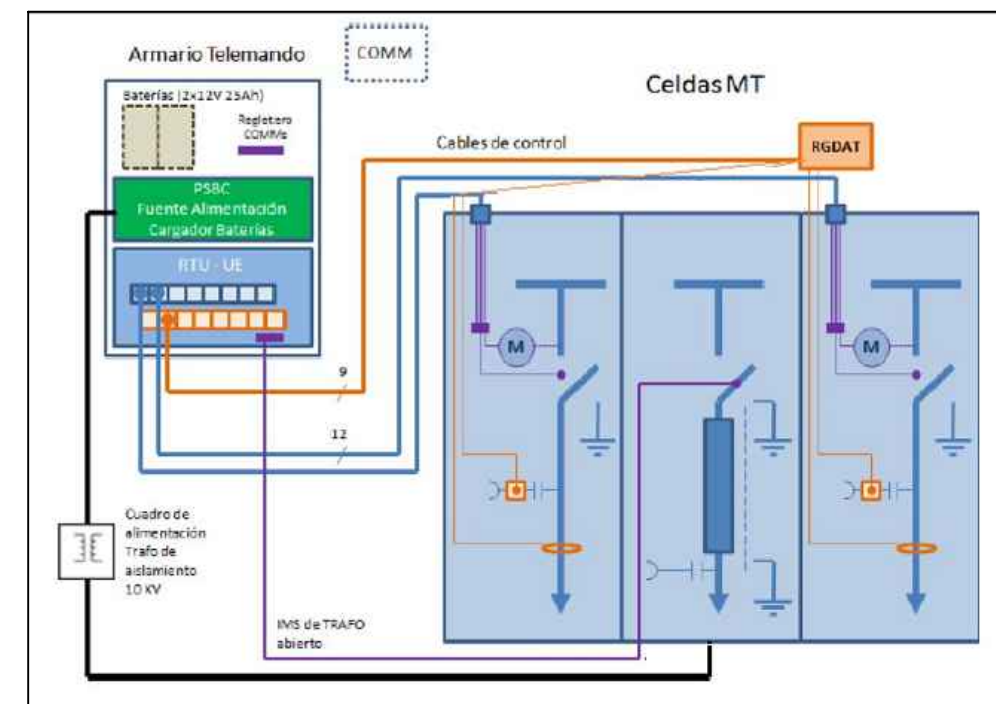 Armario Telemando
COMM
Celdas MT
Baterías (2x12V 25Ah)
Regletero
COMMs
Cables de control
RGDAT
PSBC
Fuente Alimentación
Cargador Baterías
RTU - UE
M
M
9
12
Cuadro de
alimentación
Trafo de
aislamiento
10 KV
IMS de TRAFO
abierto